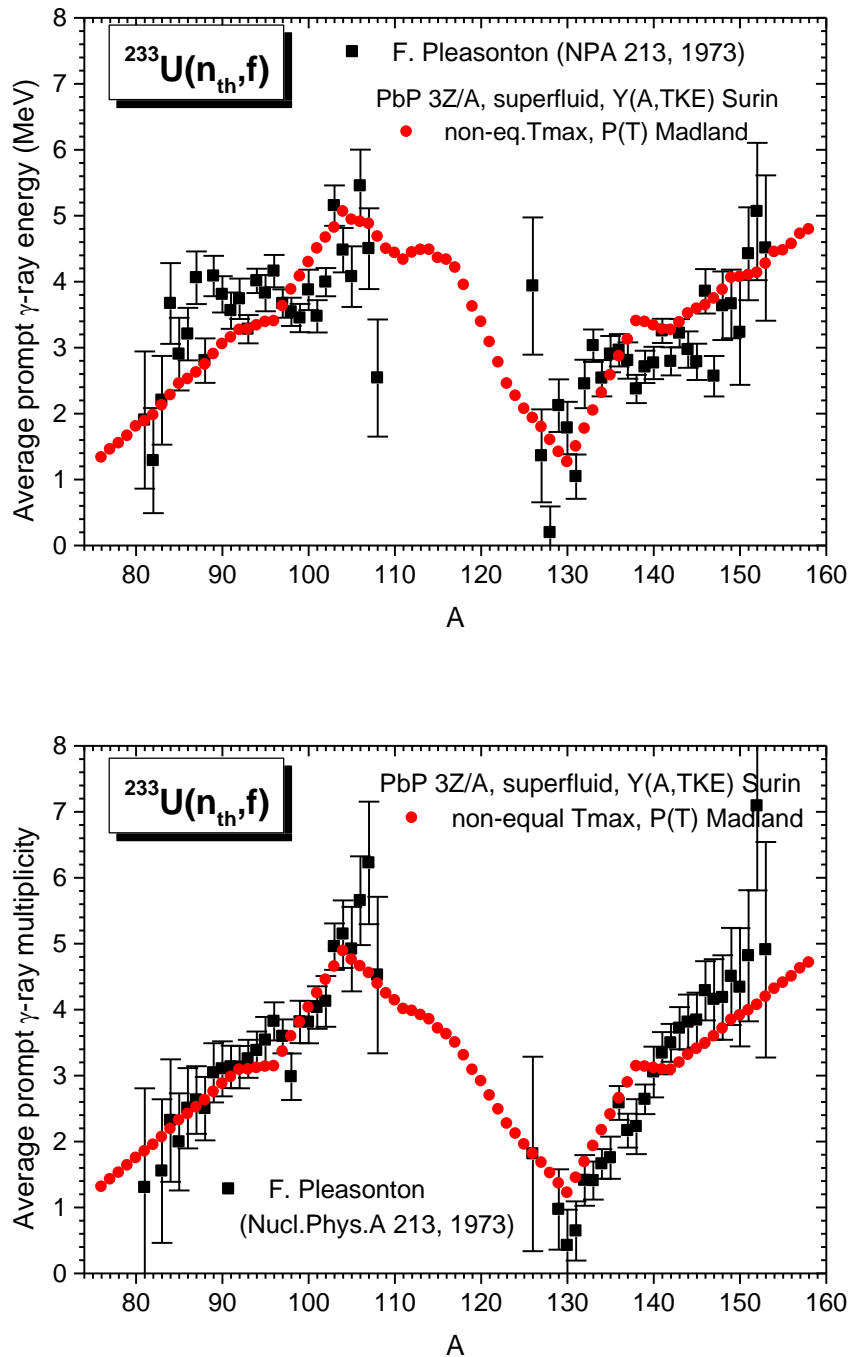 ²³³U(nₜₕ,f)
F. Pleasonton (NPA 213, 1973)
PbP 3Z/A, superfluid, Y(A,TKE) Surin
non-eq.Tmax, P(T) Madland
Average prompt γ-ray energy (MeV)
8
7
6
5
4
3
2
1
0
80 90 100 110 120 130 140 150 160
A
²³³U(nₜₕ,f)
PbP 3Z/A, superfluid, Y(A,TKE) Surin
non-equal Tmax, P(T) Madland
F. Pleasonton
(Nucl.Phys.A 213, 1973)
Average prompt γ-ray multiplicity
8
7
6
5
4
3
2
1
0
80 90 100 110 120 130 140 150 160
A